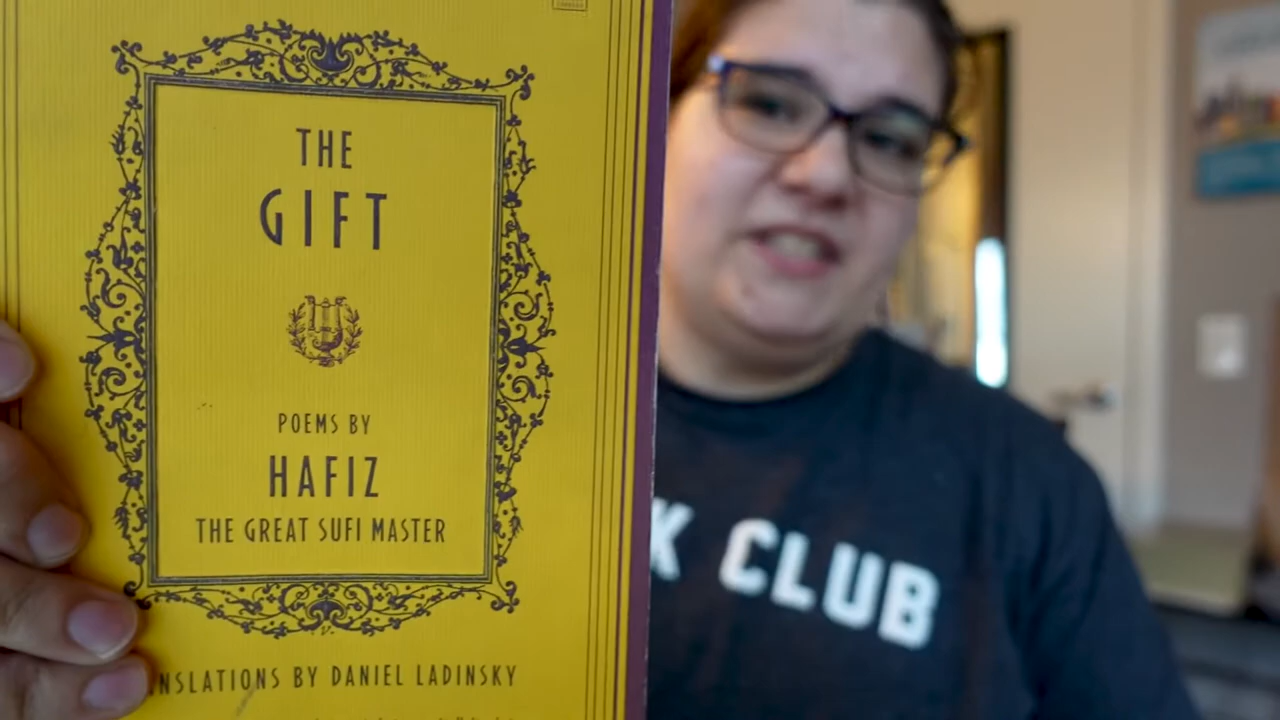 THE
GIFT
POEMS BY
HAFIZ
THE GREAT SUFI MASTER
NSLATIONS BY DANIEL LADINSKY
K CLUB